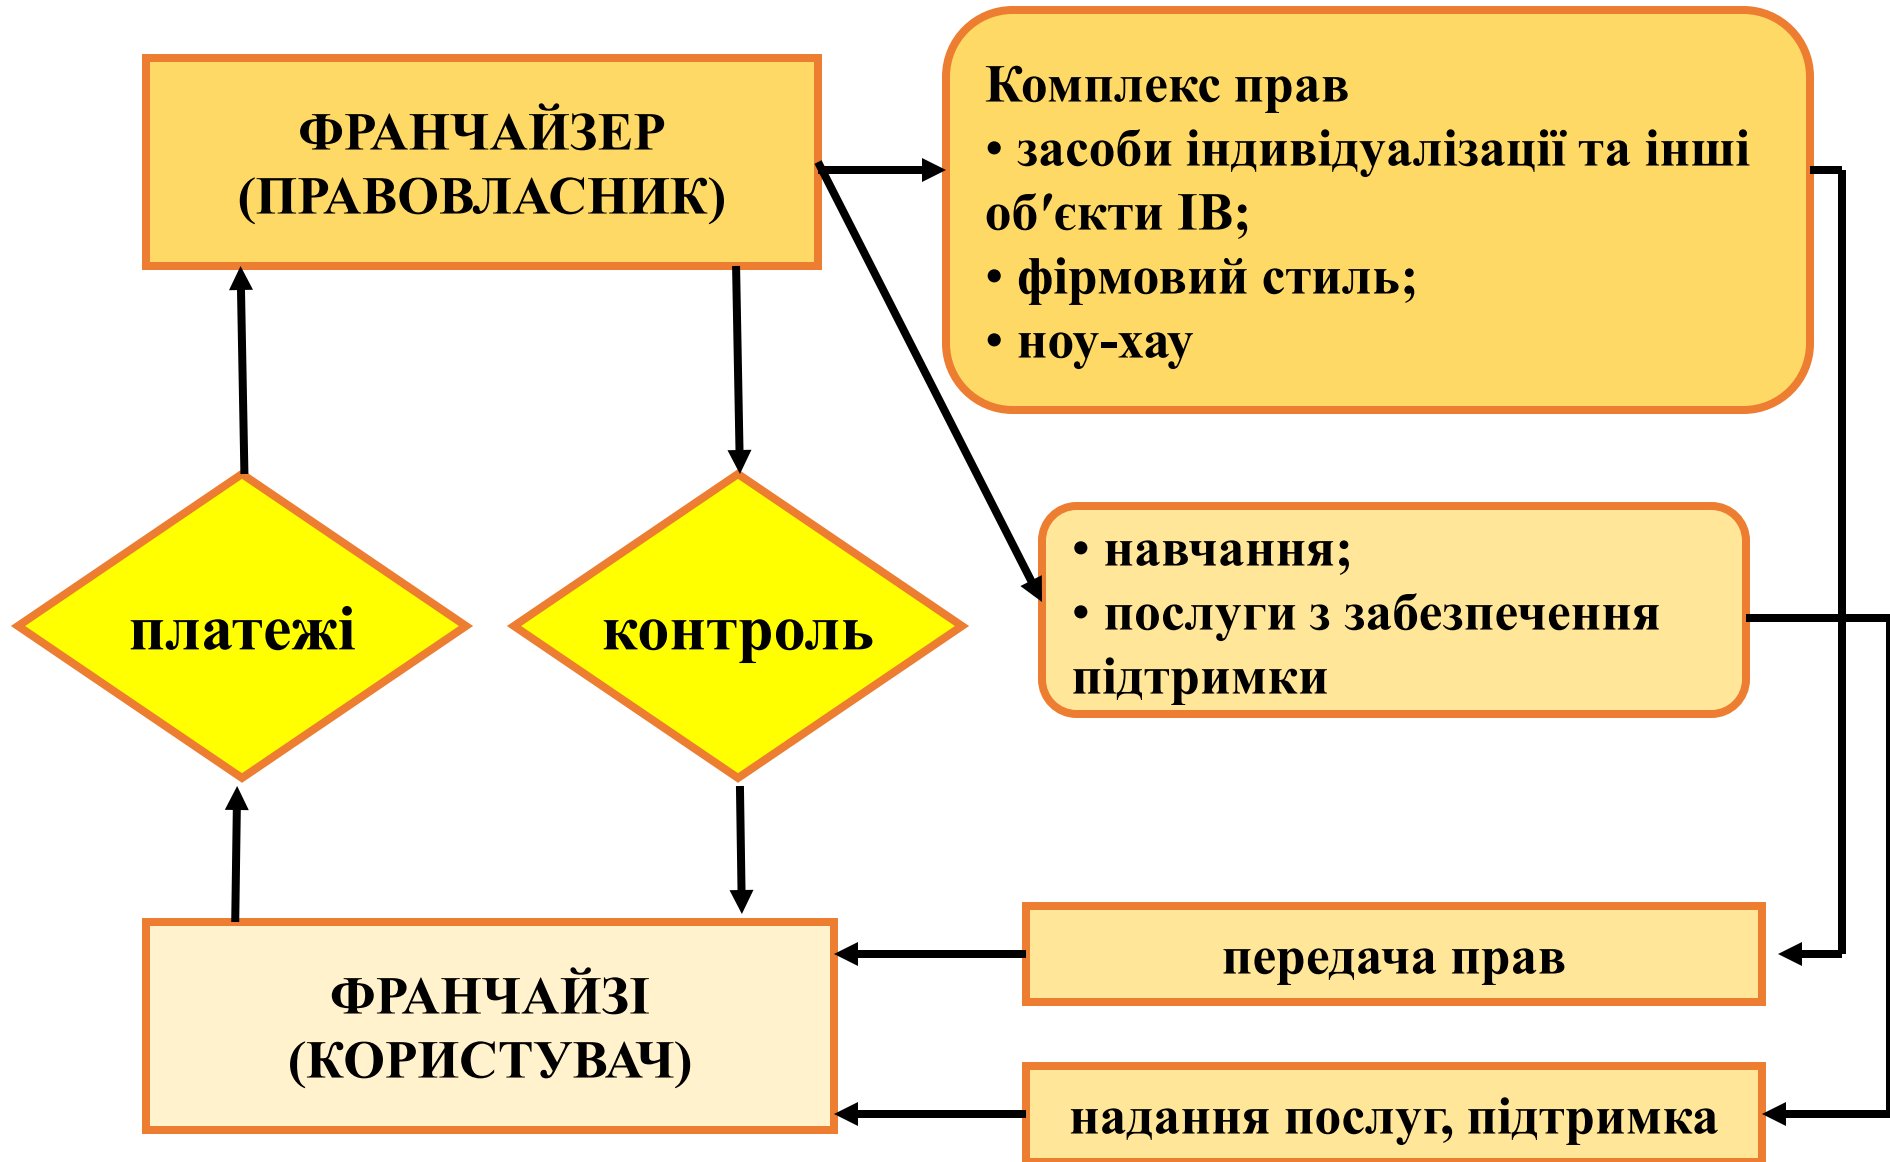 ФРАНЧАЙЗЕР
(ПРАВОВЛАСНИК)
Комплекс прав
• засоби індивідуалізації та інші
об′єкти ІВ;
• фірмовий стиль;
• ноу-хау
платежі
контроль
• навчання;
• послуги з забезпечення
підтримки
ФРАНЧАЙЗІ
(КОРИСТУВАЧ)
передача прав
надання послуг, підтримка